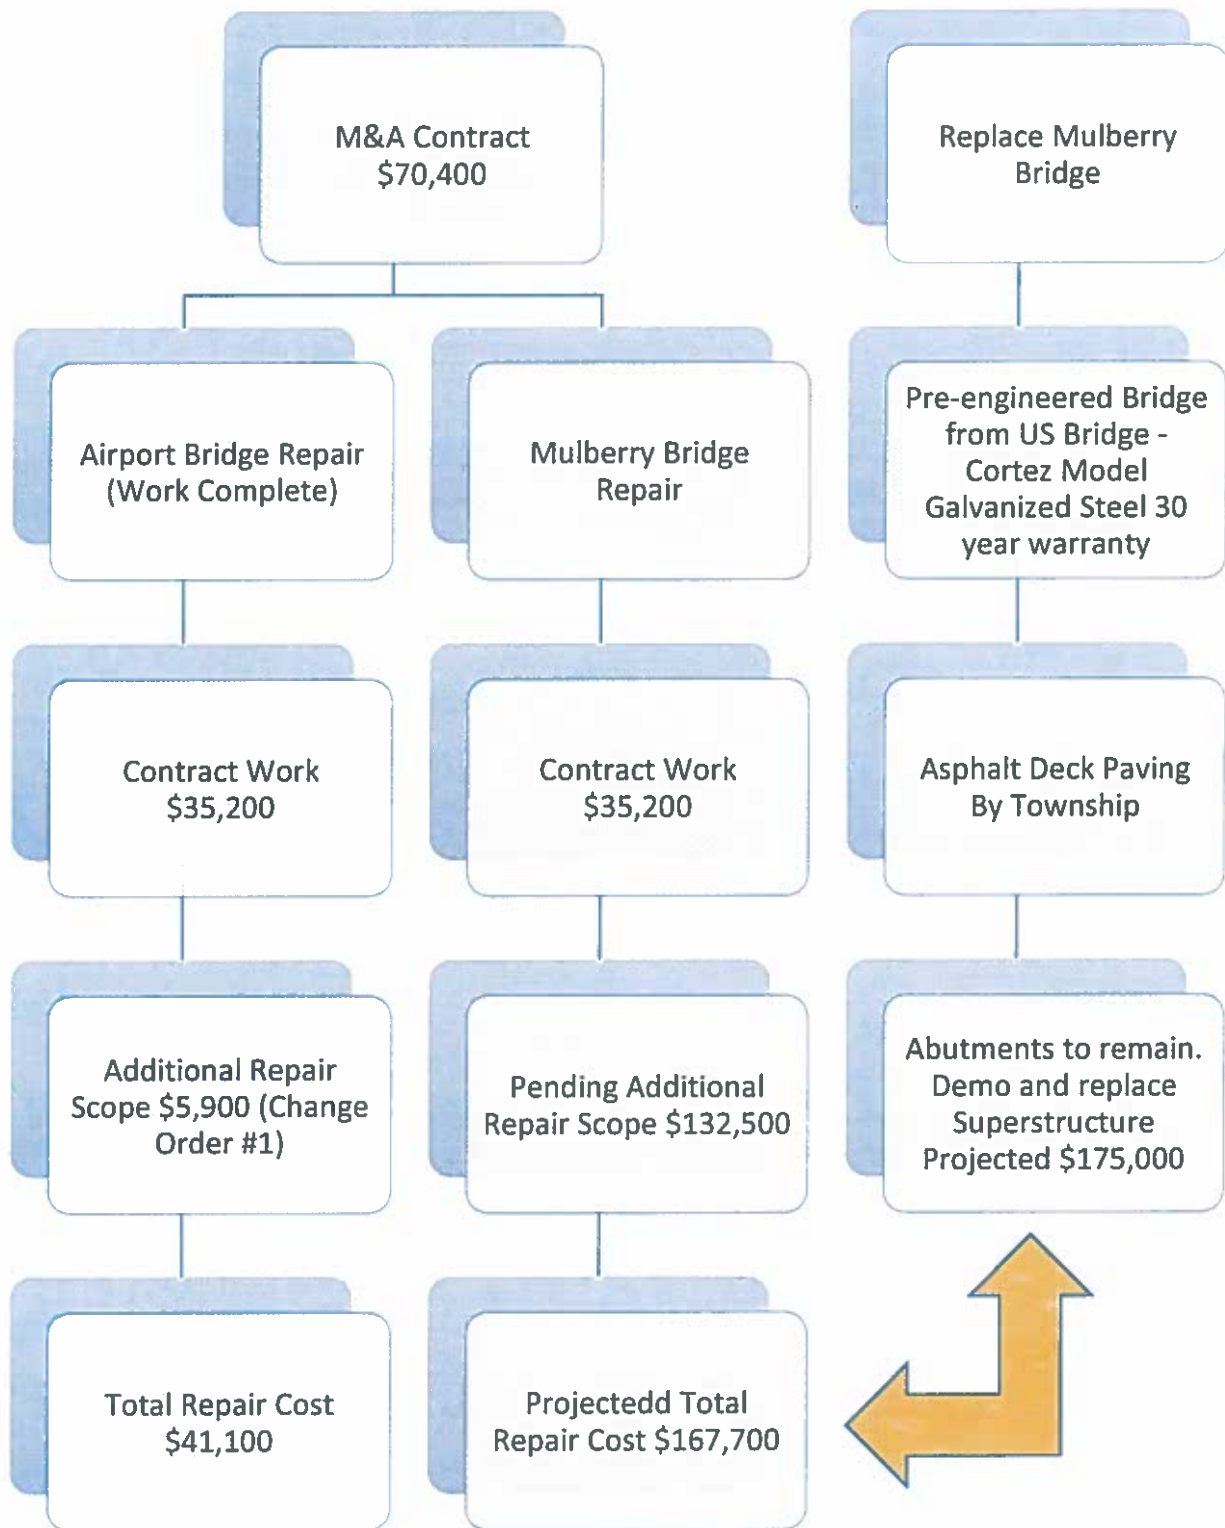 M&A Contract
$70,400
Replace Mulberry
Bridge
Airport Bridge Repair
(Work Complete)
Mulberry Bridge
Repair
Pre-engineered Bridge
from US Bridge -
Cortez Model
Galvanized Steel 30
year warranty
Contract Work
$35,200
Contract Work
$35,200
Asphalt Deck Paving
By Township
Additional Repair
Scope $5,900 (Change
Order #1)
Pending Additional
Repair Scope $132,500
Abutments to remain.
Demo and replace
Superstructure
Projected $175,000
Total Repair Cost
$41,100
Projectedd Total
Repair Cost $167,700